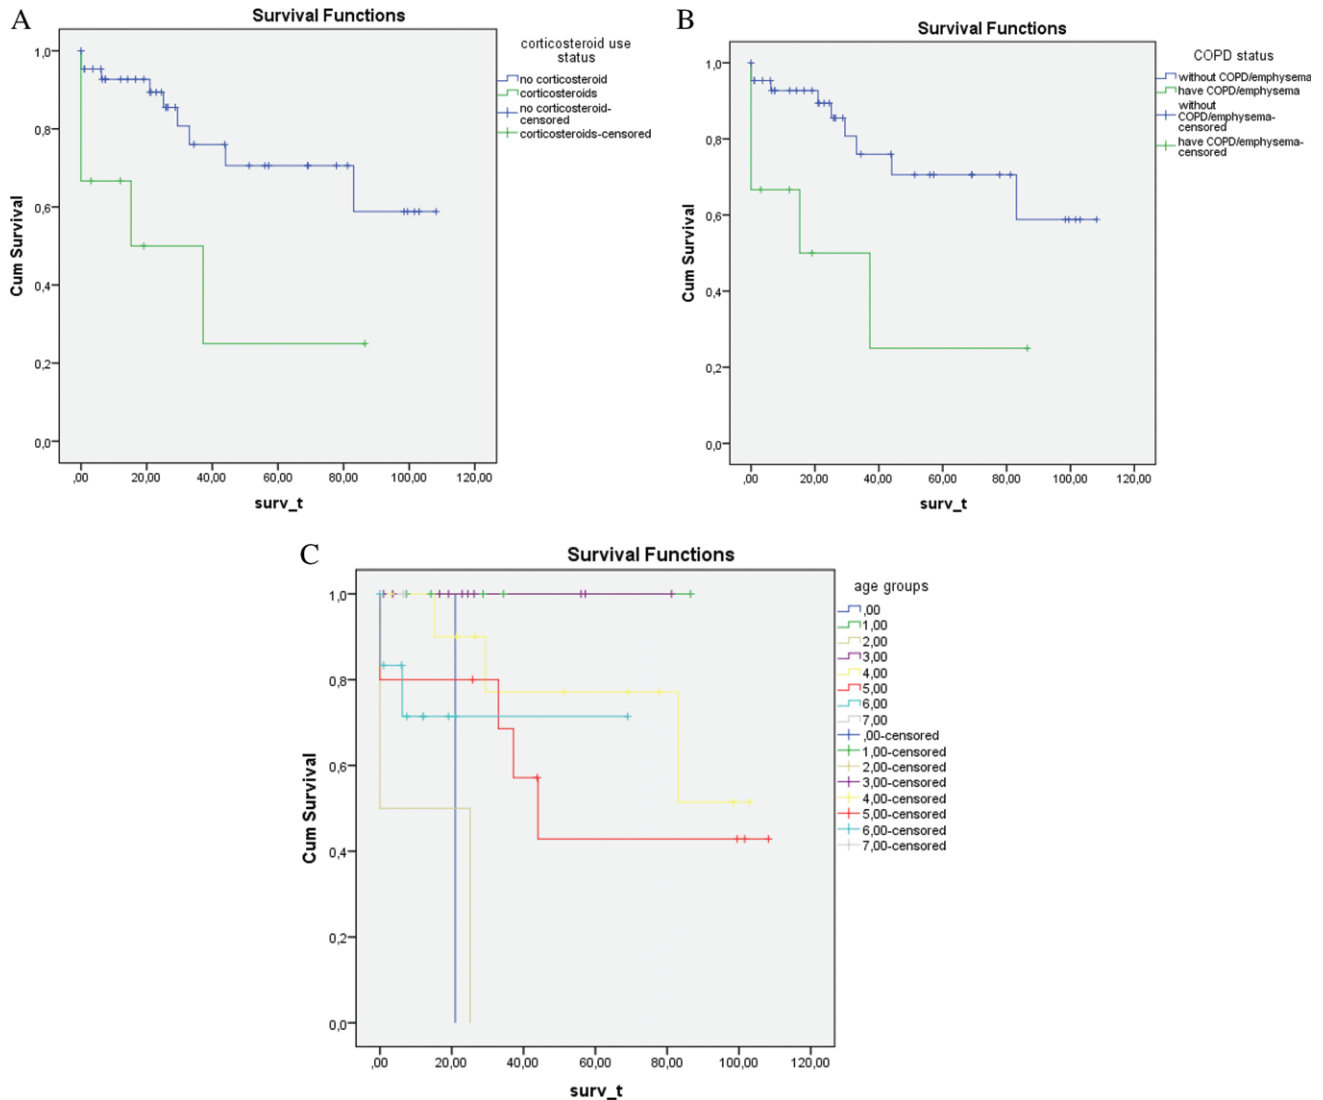 A
Survival Functions
corticosteroid use
status
no corticosteroid
corticosteroids
no corticosteroid-
censored
corticosteroids-censored
1,0
0,8
0,6
0,4
0,2
0,0
Cum Survival
,00
20,00
40,00
60,00
80,00
100,00
120,00
surv_t
B
Survival Functions
COPD status
without COPD/emphysema
have COPD/emphysema
without
COPD/emphysema-
censored
have COPD/emphysema-
censored
1,0
0,8
0,6
0,4
0,2
0,0
Cum Survival
,00
20,00
40,00
60,00
80,00
100,00
120,00
surv_t
C
Survival Functions
age groups
,00
1,00
2,00
3,00
4,00
5,00
6,00
7,00
,00-censored
1,00-censored
2,00-censored
3,00-censored
4,00-censored
5,00-censored
6,00-censored
7,00-censored
1,0
0,8
0,6
0,4
0,2
0,0
Cum Survival
,00
20,00
40,00
60,00
80,00
100,00
120,00
surv_t